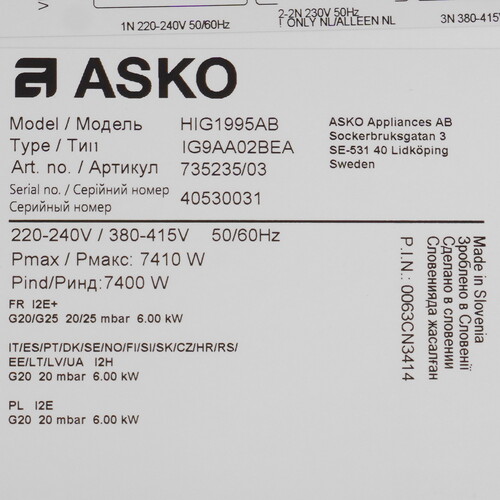 V
1N 220-240V 50/60Hz
2-2N 230V 50Hz
! ONLY NL/ALLEEN NL
3N 380-415V
ASKO
Model / Модель HIG1995AB
Type / Тип IG9AA02BEA
Art. no. / Артикул 735235/03
Serial no. / Серійний номер
Серийный номер 40530031
ASKO Appliances AB
Sockerbruksgatan 3
SE-531 40 Lidköping
Sweden
220-240V / 380-415V 50/60Hz
Pmax / Рмакс: 7410 W
Pind/Ринд: 7400 W
FR I2E+
G20/G25 20/25 mbar 6.00 kW
IT/ES/PT/DK/SE/NO/FI/SI/SK/CZ/HR/RS/
EE/LT/LV/UA I2H
G20 20 mbar 6.00 kW
PL I2E
G20 20 mbar 6.00 kW
Made in Slovenia
Зроблено в Словенії
Сделано в словении
Словенияда жасалған
P.I.N.: 0063CN3414